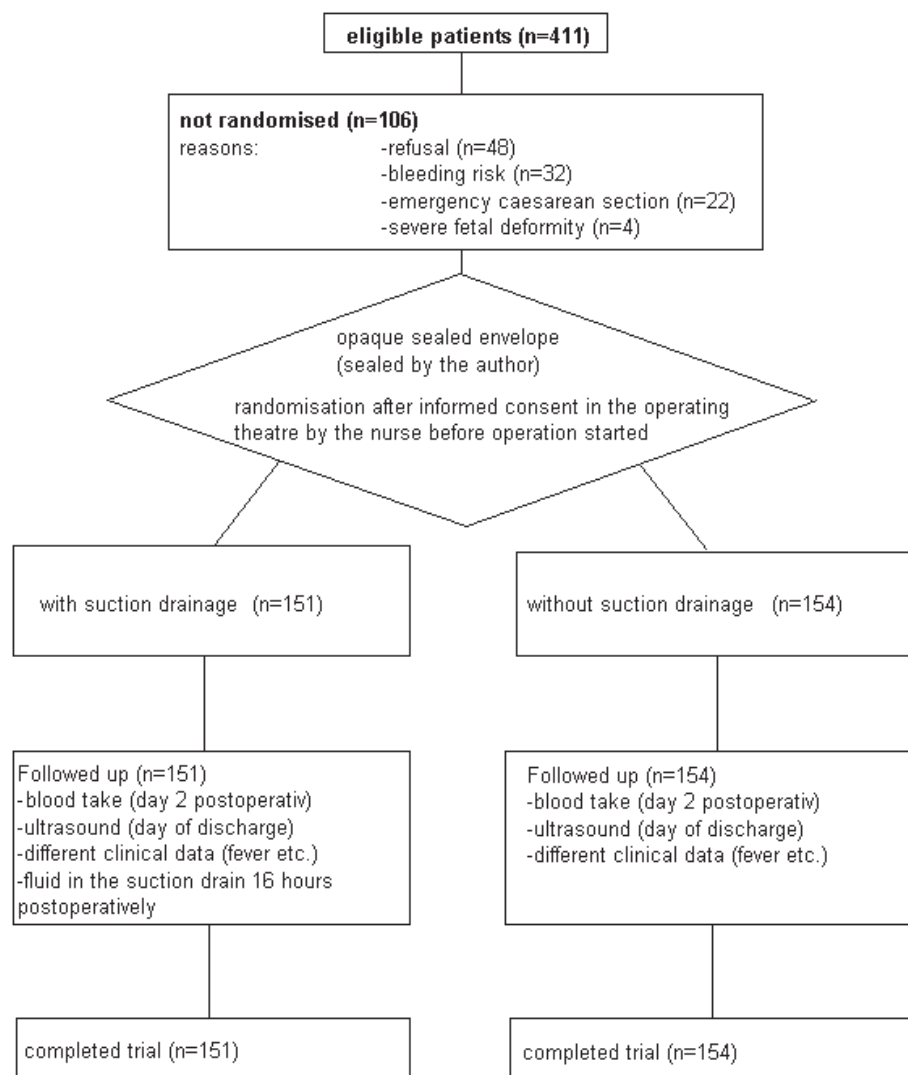 eligible patients (n=411)
not randomised (n=106)
reasons: -refusal (n=48)
-bleeding risk (n=32)
-emergency caesarean section (n=22)
-severe fetal deformity (n=4)
opaque sealed envelope
(sealed by the author)
randomisation after informed consent in the operating
theatre by the nurse before operation started
with suction drainage (n=151)
without suction drainage (n=154)
Followed up (n=151)
-blood take (day 2 postoperativ)
-ultrasound (day of discharge)
-different clinical data (fever etc.)
-fluid in the suction drain 16 hours
postoperatively
Followed up (n=154)
-blood take (day 2 postoperativ)
-ultrasound (day of discharge)
-different clinical data (fever etc.)
completed trial (n=151)
completed trial (n=154)